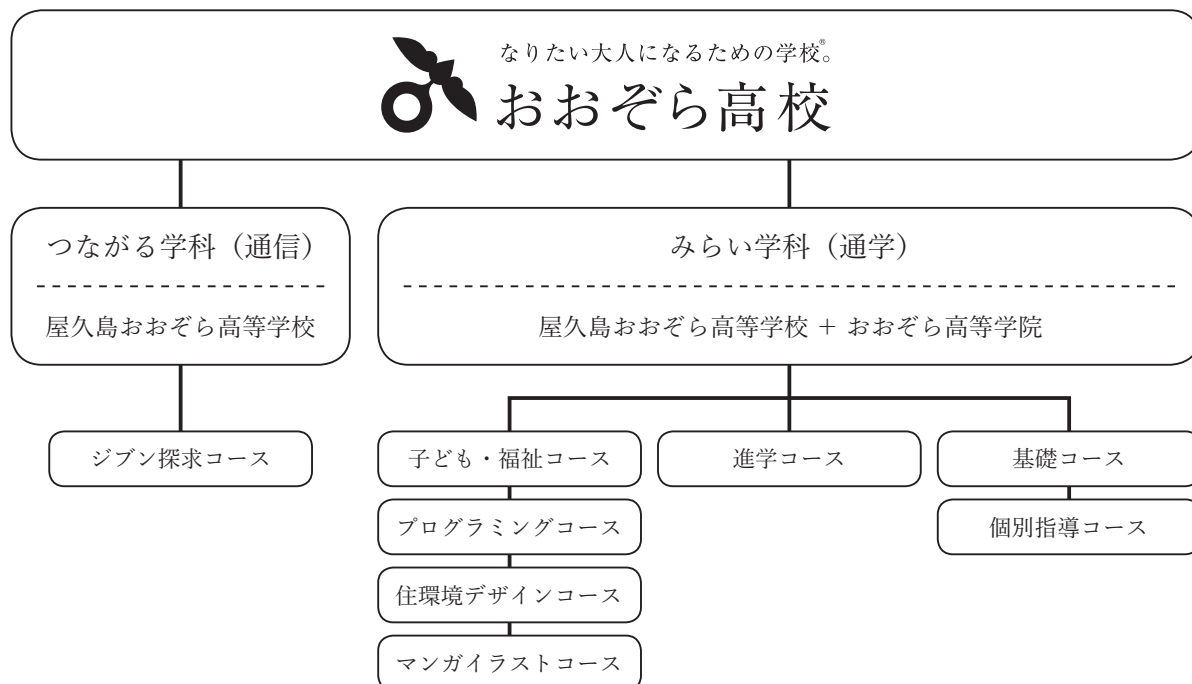 なりたい大人になるための学校®。
おおぞら高校
つながる学科（通信）
屋久島おおぞら高等学校
みらい学科（通学）
屋久島おおぞら高等学校 + おおぞら高等学院
ジブン探求コース
子ども・福祉コース
プログラミングコース
住環境デザインコース
マンガイラストコース
進学コース
基礎コース
個別指導コース